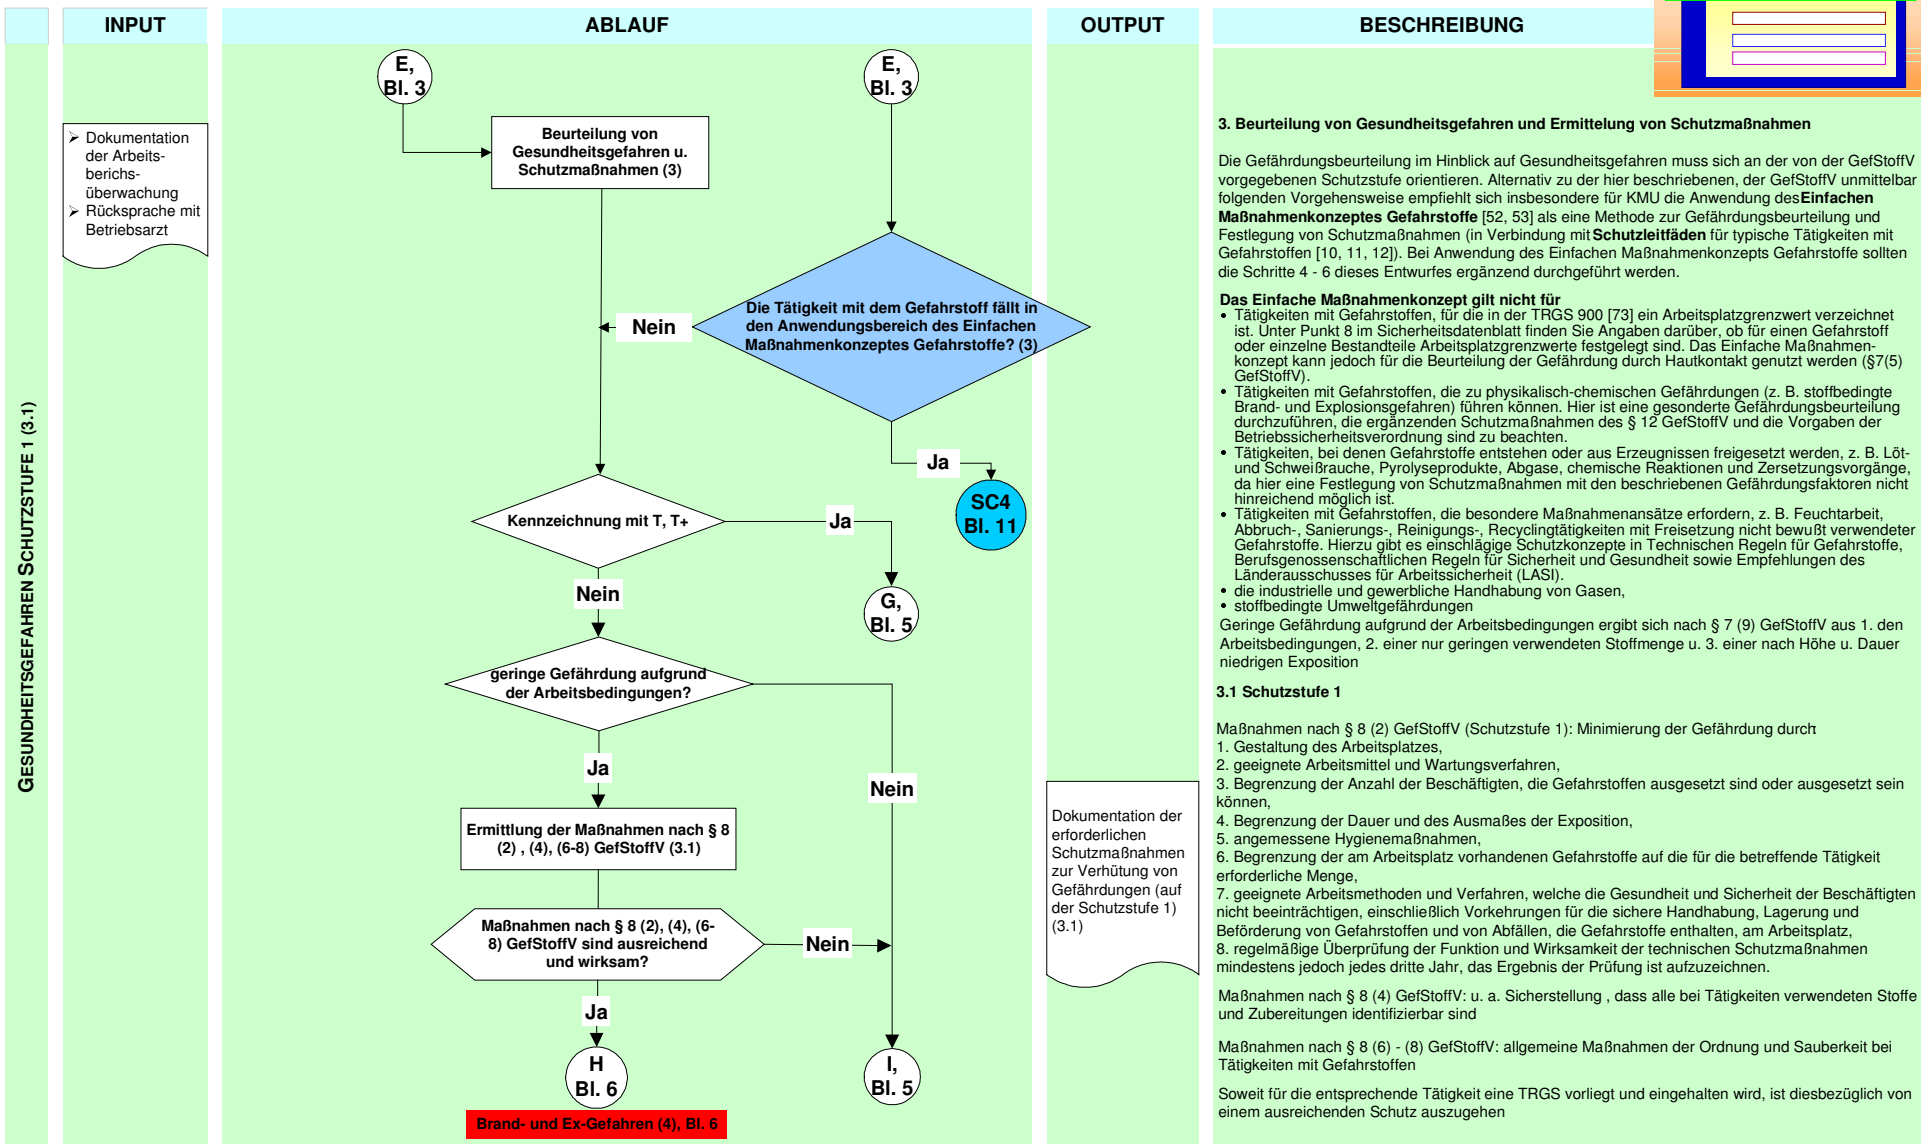 INPUT
ABLAUF
OUTPUT
BESCHREIBUNG
GESUNDHEITSGEFAHREN SCHUTZSTUFE 1 (3.1)
➢ Dokumentation
der Arbeits-
berichs-
überwachung
➢ Rücksprache mit
Betriebsarzt
E,
Bl. 3
E,
Bl. 3
Beurteilung von
Gesundheitsgefahren u.
Schutzmaßnahmen (3)
Die Tätigkeit mit dem Gefahrstoff fällt in
den Anwendungsbereich des Einfachen
Maßnahmenkonzeptes Gefahrstoffe? (3)
Nein
Ja
SC4
Bl. 11
Kennzeichnung mit T, T+
Ja
Nein
G,
Bl. 5
geringe Gefährdung aufgrund
der Arbeitsbedingungen?
Ja
Nein
Ermittlung der Maßnahmen nach § 8
(2) , (4), (6-8) GefStoffV (3.1)
Maßnahmen nach § 8 (2), (4), (6-
8) GefStoffV sind ausreichend
und wirksam?
Nein
Ja
H
Bl. 6
I,
Bl. 5
Brand- und Ex-Gefahren (4), Bl. 6
Dokumentation der
erforderlichen
Schutzmaßnahmen
zur Verhütung von
Gefährdungen (auf
der Schutzstufe 1)
(3.1)
3. Beurteilung von Gesundheitsgefahren und Ermittelung von Schutzmaßnahmen
Die Gefährdungsbeurteilung im Hinblick auf Gesundheitsgefahren muss sich an der von der GefStoffV
vorgegebenen Schutzstufe orientieren. Alternativ zu der hier beschriebenen, der GefStoffV unmittelbar
folgenden Vorgehensweise empfiehlt sich insbesondere für KMU die Anwendung des Einfachen
Maßnahmenkonzeptes Gefahrstoffe [52, 53] als eine Methode zur Gefährdungsbeurteilung und
Festlegung von Schutzmaßnahmen (in Verbindung mit Schutzleitfäden für typische Tätigkeiten mit
Gefahrstoffen [10, 11, 12]). Bei Anwendung des Einfachen Maßnahmenkonzepts Gefahrstoffe sollten
die Schritte 4 - 6 dieses Entwurfes ergänzend durchgeführt werden.
Das Einfache Maßnahmenkonzept gilt nicht für
• Tätigkeiten mit Gefahrstoffen, für die in der TRGS 900 [73] ein Arbeitsplatzgrenzwert verzeichnet
ist. Unter Punkt 8 im Sicherheitsdatenblatt finden Sie Angaben darüber, ob für einen Gefahrstoff
oder einzelne Bestandteile Arbeitsplatzgrenzwerte festgelegt sind. Das Einfache Maßnahmen-
konzept kann jedoch für die Beurteilung der Gefährdung durch Hautkontakt genutzt werden (§7(5)
GefStoffV).
• Tätigkeiten mit Gefahrstoffen, die zu physikalisch-chemischen Gefährdungen (z. B. stoffbedingte
Brand- und Explosionsgefahren) führen können. Hier ist eine gesonderte Gefährdungsbeurteilung
durchzuführen, die ergänzenden Schutzmaßnahmen des § 12 GefStoffV und die Vorgaben der
Betriebssicherheitsverordnung sind zu beachten.
• Tätigkeiten, bei denen Gefahrstoffe entstehen oder aus Erzeugnissen freigesetzt werden, z. B. Löt-
und Schweißrauche, Pyrolyseprodukte, Abgase, chemische Reaktionen und Zersetzungsvorgänge,
da hier eine Festlegung von Schutzmaßnahmen mit den beschriebenen Gefährdungsfaktoren nicht
hinreichend möglich ist.
• Tätigkeiten mit Gefahrstoffen, die besondere Maßnahmenansätze erfordern, z. B. Feuchtarbeit,
Abbruch-, Sanierungs-, Reinigungs-, Recyclingtätigkeiten mit Freisetzung nicht bewußt verwendeter
Gefahrstoffe. Hierzu gibt es einschlägige Schutzkonzepte in Technischen Regeln für Gefahrstoffe,
Berufsgenossenschaftlichen Regeln für Sicherheit und Gesundheit sowie Empfehlungen des
Länderausschusses für Arbeitssicherheit (LASI).
• die industrielle und gewerbliche Handhabung von Gasen,
• stoffbedingte Umweltgefährdungen
Geringe Gefährdung aufgrund der Arbeitsbedingungen ergibt sich nach § 7 (9) GefStoffV aus 1. den
Arbeitsbedingungen, 2. einer nur geringen verwendeten Stoffmenge u. 3. einer nach Höhe u. Dauer
niedrigen Exposition
3.1 Schutzstufe 1
Maßnahmen nach § 8 (2) GefStoffV (Schutzstufe 1): Minimierung der Gefährdung durch:
1. Gestaltung des Arbeitsplatzes,
2. geeignete Arbeitsmittel und Wartungsverfahren,
3. Begrenzung der Anzahl der Beschäftigten, die Gefahrstoffen ausgesetzt sind oder ausgesetzt sein
können,
4. Begrenzung der Dauer und des Ausmaßes der Exposition,
5. angemessene Hygienemaßnahmen,
6. Begrenzung der am Arbeitsplatz vorhandenen Gefahrstoffe auf die für die betreffende Tätigkeit
erforderliche Menge,
7. geeignete Arbeitsmethoden und Verfahren, welche die Gesundheit und Sicherheit der Beschäftigten
nicht beeinträchtigen, einschließlich Vorkehrungen für die sichere Handhabung, Lagerung und
Beförderung von Gefahrstoffen und von Abfällen, die Gefahrstoffe enthalten, am Arbeitsplatz,
8. regelmäßige Überprüfung der Funktion und Wirksamkeit der technischen Schutzmaßnahmen
mindestens jedoch jedes dritte Jahr, das Ergebnis der Prüfung ist aufzuzeichnen.
Maßnahmen nach § 8 (4) GefStoffV: u. a. Sicherstellung , dass alle bei Tätigkeiten verwendeten Stoffe
und Zubereitungen identifizierbar sind
Maßnahmen nach § 8 (6) - (8) GefStoffV: allgemeine Maßnahmen der Ordnung und Sauberkeit bei
Tätigkeiten mit Gefahrstoffen
Soweit für die entsprechende Tätigkeit eine TRGS vorliegt und eingehalten wird, ist diesbezüglich von
einem ausreichenden Schutz auszugehen